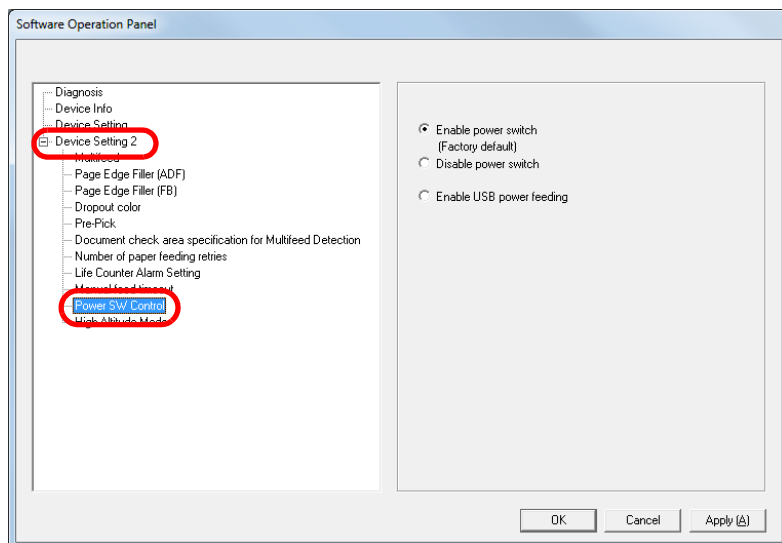 Software Operation Panel
Diagnosis
Device Info
Device Setting
Device Setting 2
Multifeed
Page Edge Filler (ADF)
Page Edge Filler (FB)
Dropout color
Pre-Pick
Document check area specification for Multifeed Detection
Number of paper feeding retries
Life Counter Alarm Setting
Manual feed timeout
Power SW Control
High Altitude Mode
Enable power switch
(Factory default)
Disable power switch
Enable USB power feeding
OK
Cancel
Apply (A)